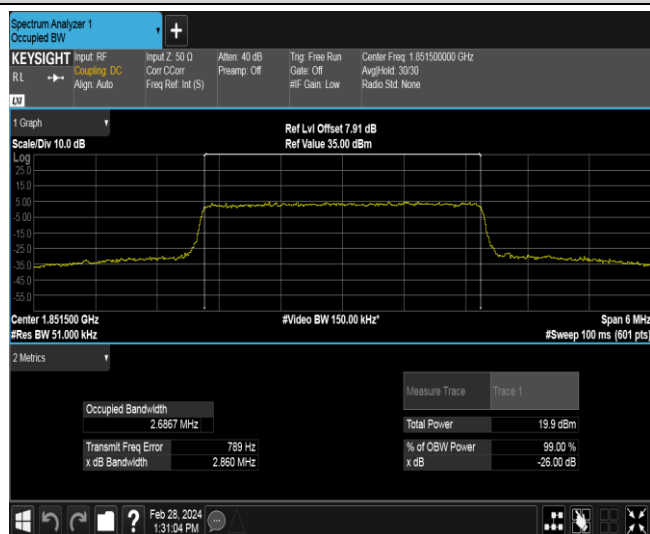 Spectrum Analyzer 1
Occupied BW
+
KEYSIGHT
RL
LXI
Input: RF
Coupling: DC
Align: Auto
Input Z: 50 Ω
Corr CCorr
Freq Ref: Int (S)
Atten: 40 dB
Preamp: Off
Trig: Free Run
Gate: Off
#IF Gain: Low
Center Freq: 1.851500000 GHz
Avg|Hold: 30/30
Radio Std: None
1 Graph
Scale/Div 10.0 dB
Ref Lvl Offset 7.91 dB
Ref Value 35.00 dBm
Log
25.0
15.0
5.00
-5.00
-15.0
-25.0
-35.0
-45.0
-55.0
Center 1.851500 GHz
#Res BW 51.000 kHz
#Video BW 150.00 kHz*
Span 6 MHz
#Sweep 100 ms (601 pts)
2 Metrics
Measure Trace Trace 1
Occupied Bandwidth
2.6867 MHz
Total Power 19.9 dBm
Transmit Freq Error 789 Hz
% of OBW Power 99.00 %
x dB Bandwidth 2.860 MHz
x dB -26.00 dB
?
Feb 28, 2024
1:31:04 PM